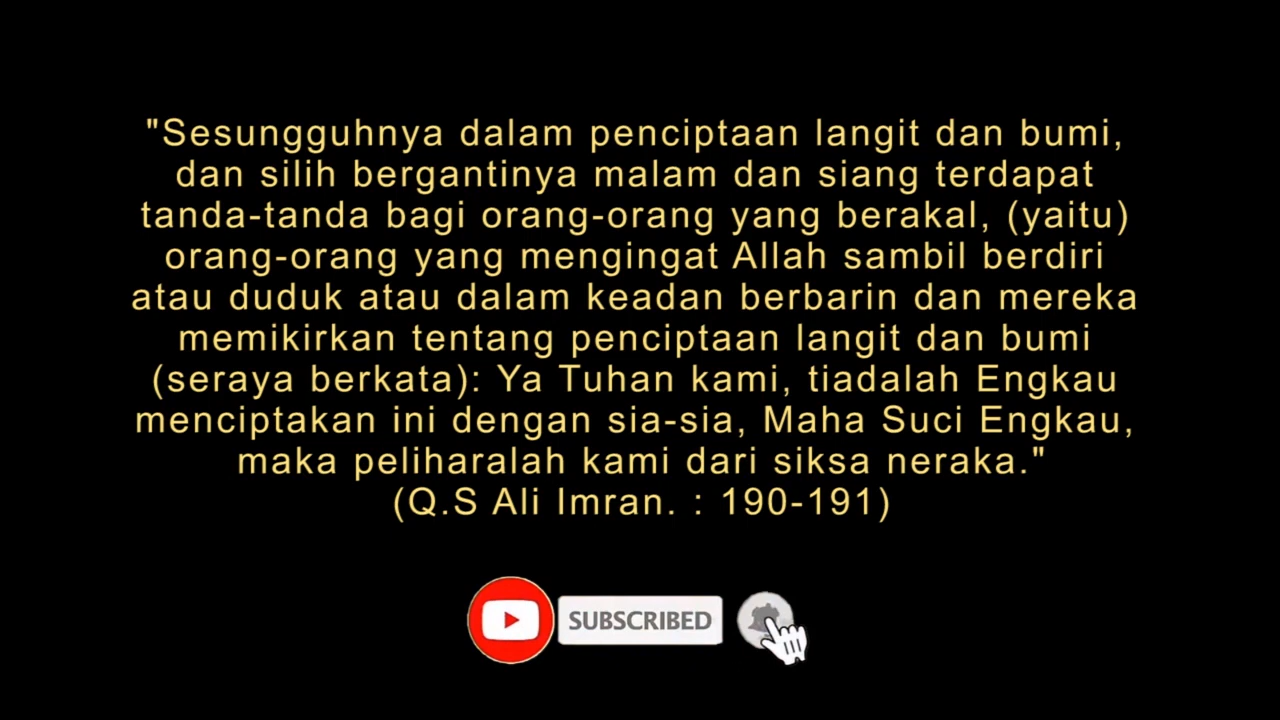 "Sesungguhnya dalam penciptaan langit dan bumi,
dan silih bergantinya malam dan siang terdapat
tanda-tanda bagi orang-orang yang berakal, (yaitu)
orang-orang yang mengingat Allah sambil berdiri
atau duduk atau dalam keadan berbarin dan mereka
memikirkan tentang penciptaan langit dan bumi
(seraya berkata): Ya Tuhan kami, tiadalah Engkau
menciptakan ini dengan sia-sia, Maha Suci Engkau,
maka peliharalah kami dari siksa neraka."
(Q.S Ali Imran. : 190-191)
SUBSCRIBED